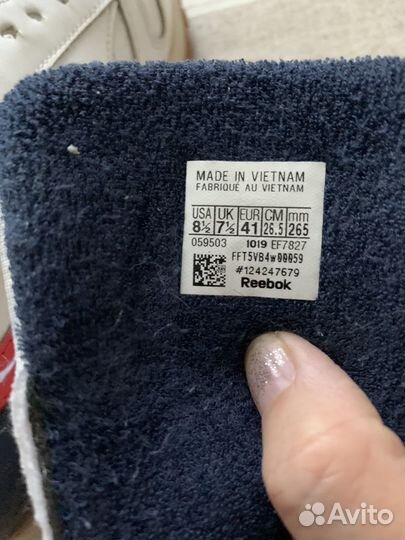 MADE IN VIETNAM
FABRIQUÉ AU VIETNAM
USA UK EUR CM mm
8½ 7½ 41 26.5 265
059503 1019 EF7827
FFT5VB4w00059
#124247679
Reebok
Avito